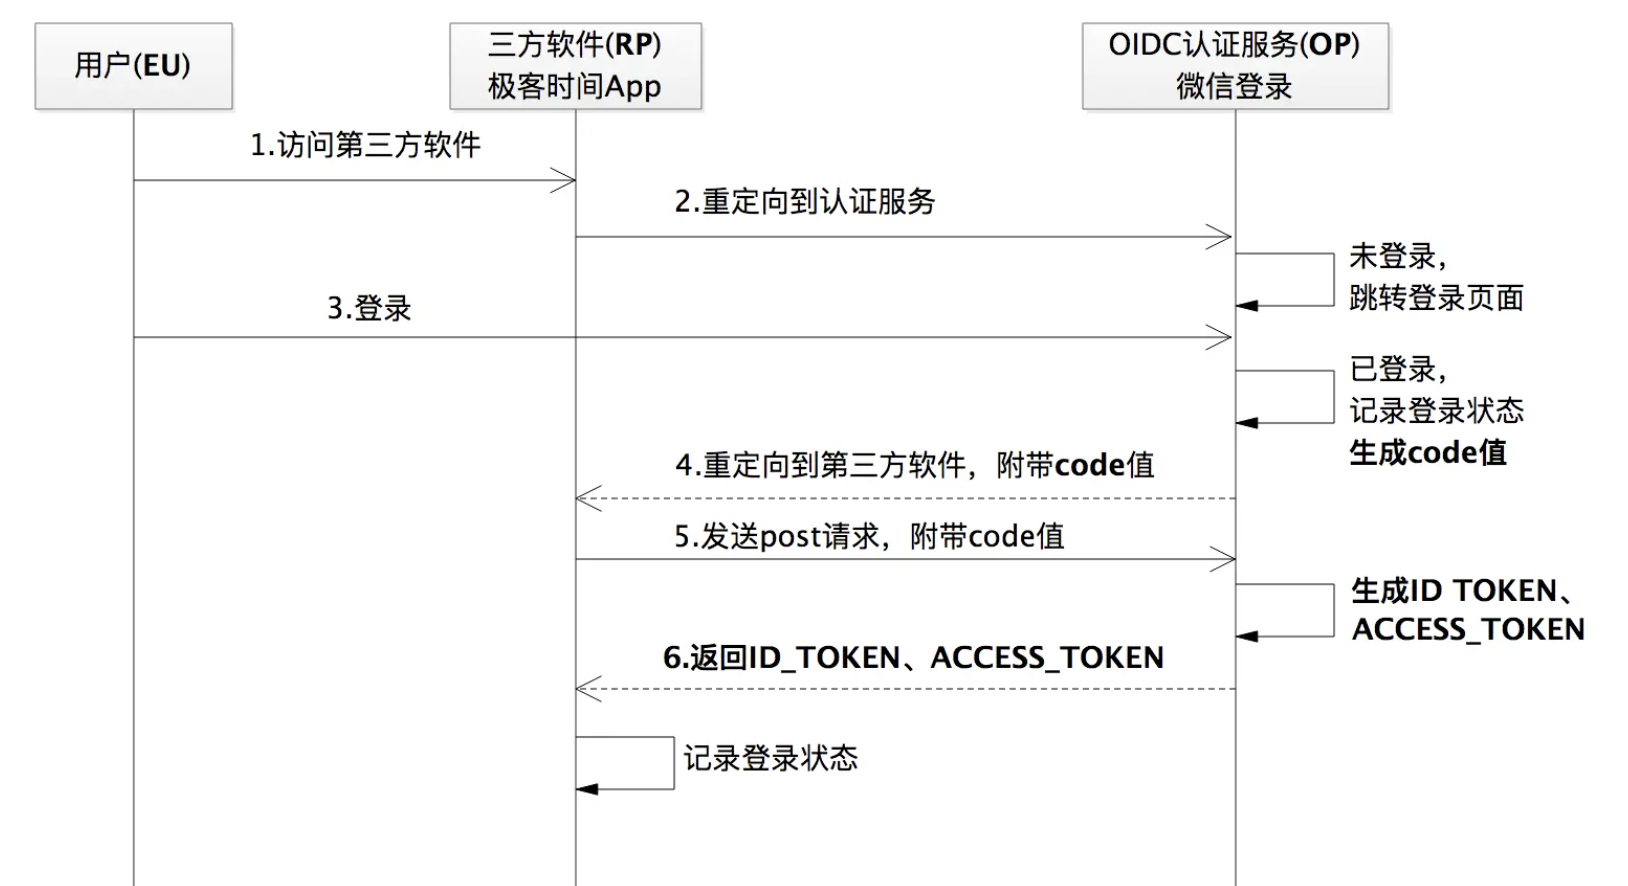 用户(EU)
三方软件(RP)
极客时间App
OIDC认证服务(OP)
微信登录
1.访问第三方软件
2.重定向到认证服务
未登录，
跳转登录页面
3.登录
已登录，
记录登录状态
生成code值
4.重定向到第三方软件，附带code值
5.发送post请求，附带code值
生成ID TOKEN、
ACCESS_TOKEN
6.返回ID_TOKEN、ACCESS_TOKEN
记录登录状态